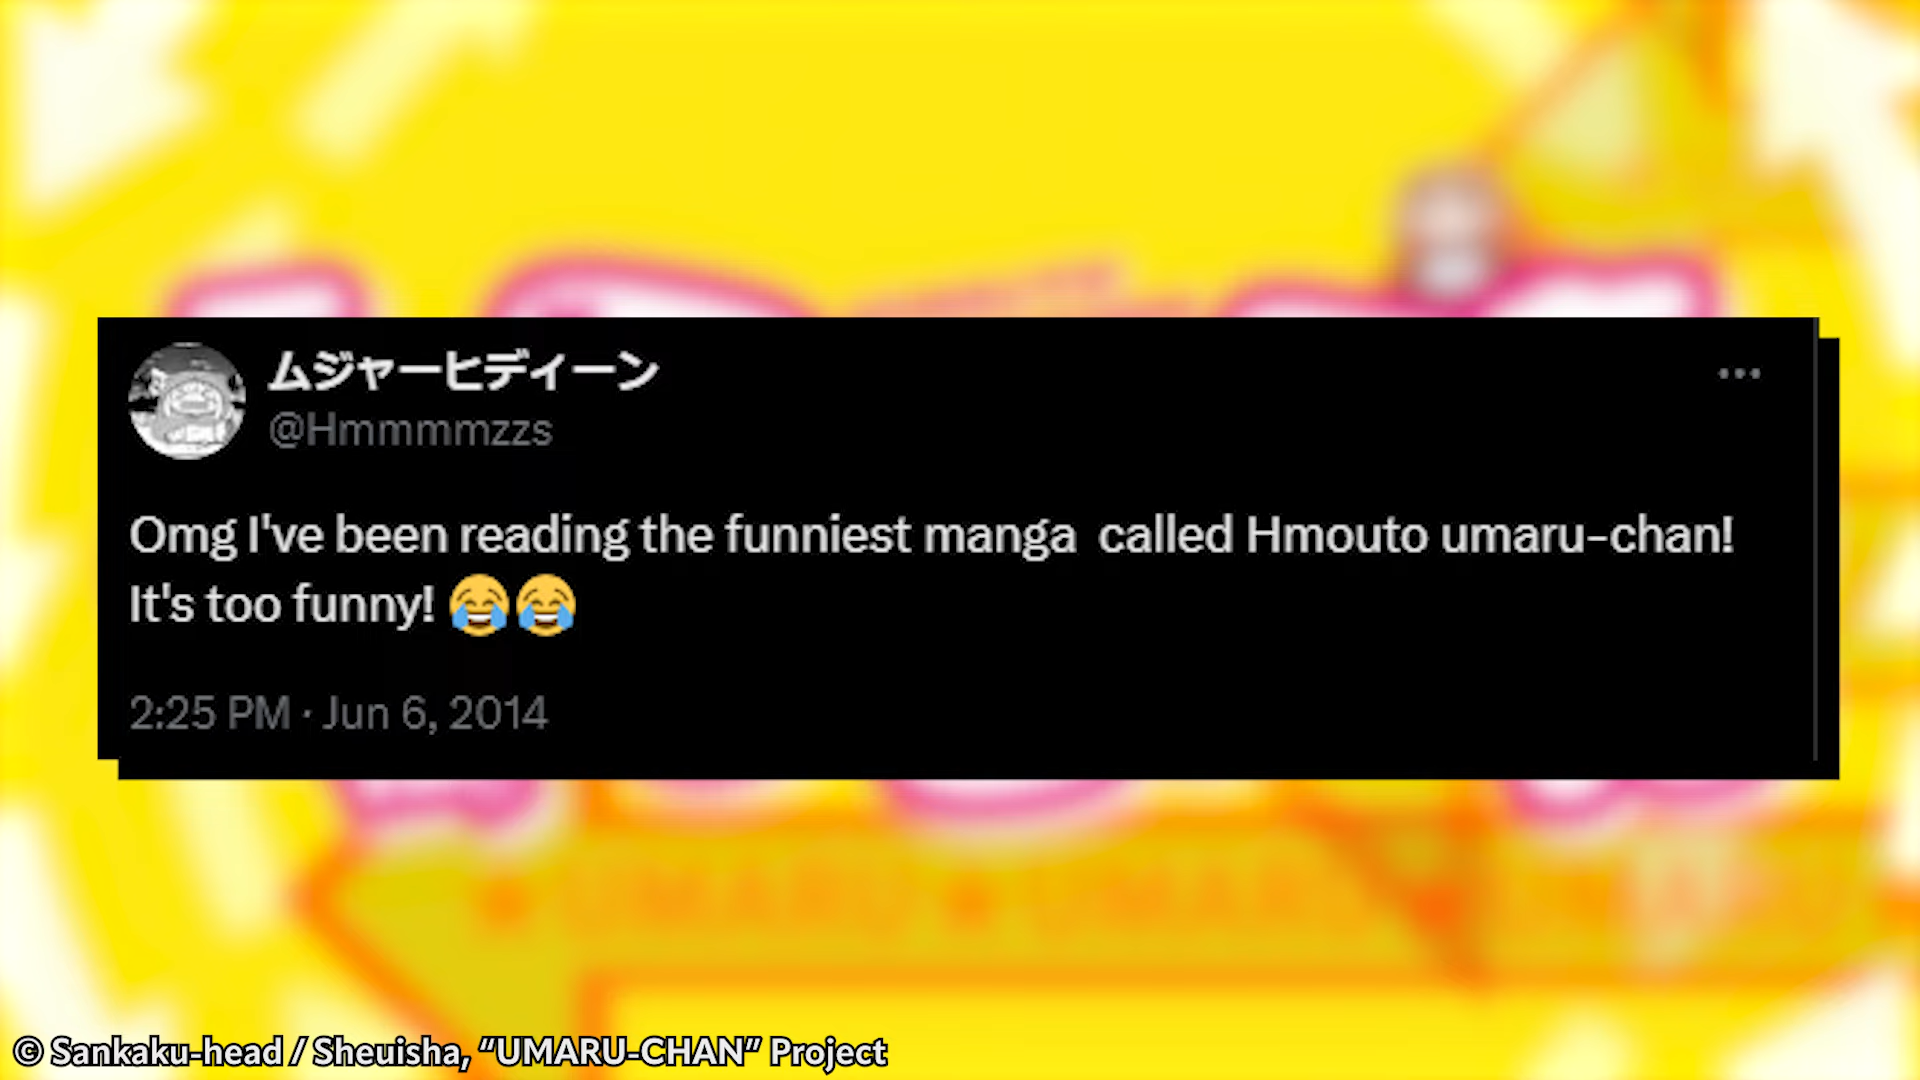 ムジャーヒディーン
@Hmmmmzzs
Omg I've been reading the funniest manga  called Hmouto umaru-chan!
It's too funny! 😂😂
2:25 PM · Jun 6, 2014
© Sankaku-head / Sheuisha, “UMARU-CHAN” Project